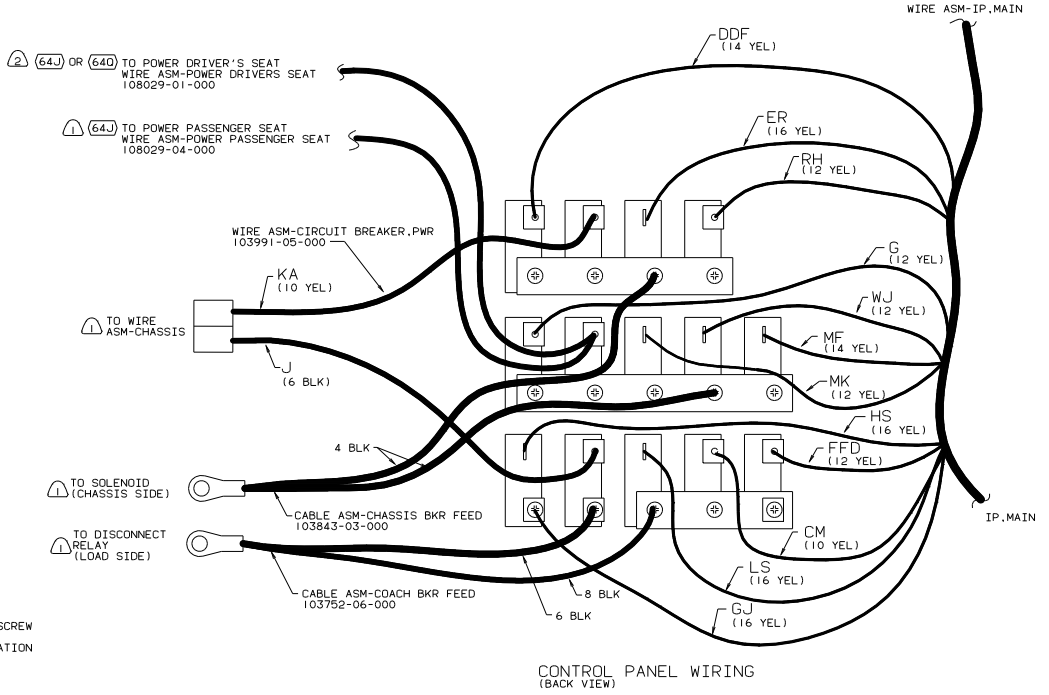 WIRE ASM-IP,MAIN
DDF
(14 YEL)
2 64J OR 64Q TO POWER DRIVER'S SEAT
WIRE ASM-POWER DRIVERS SEAT
108029-01-000
1 64J TO POWER PASSENGER SEAT
WIRE ASM-POWER PASSENGER SEAT
108029-04-000
ER
(16 YEL)
RH
(12 YEL)
WIRE ASM-CIRCUIT BREAKER,PWR
103991-05-000
G
(12 YEL)
KA
(10 YEL)
WJ
(12 YEL)
1 TO WIRE
ASM-CHASSIS
MF
(14 YEL)
J
(6 BLK)
MK
(12 YEL)
HS
(16 YEL)
4 BLK
FFD
(12 YEL)
1 TO SOLENOID
(CHASSIS SIDE)
CABLE ASM-CHASSIS BKR FEED
103843-03-000
IP,MAIN
TO DISCONNECT
1 RELAY
(LOAD SIDE)
CM
(10 YEL)
LS
(16 YEL)
CABLE ASM-COACH BKR FEED
103752-06-000
8 BLK
6 BLK
GJ
(16 YEL)
SCREW
ATION
CONTROL PANEL WIRING
(BACK VIEW)